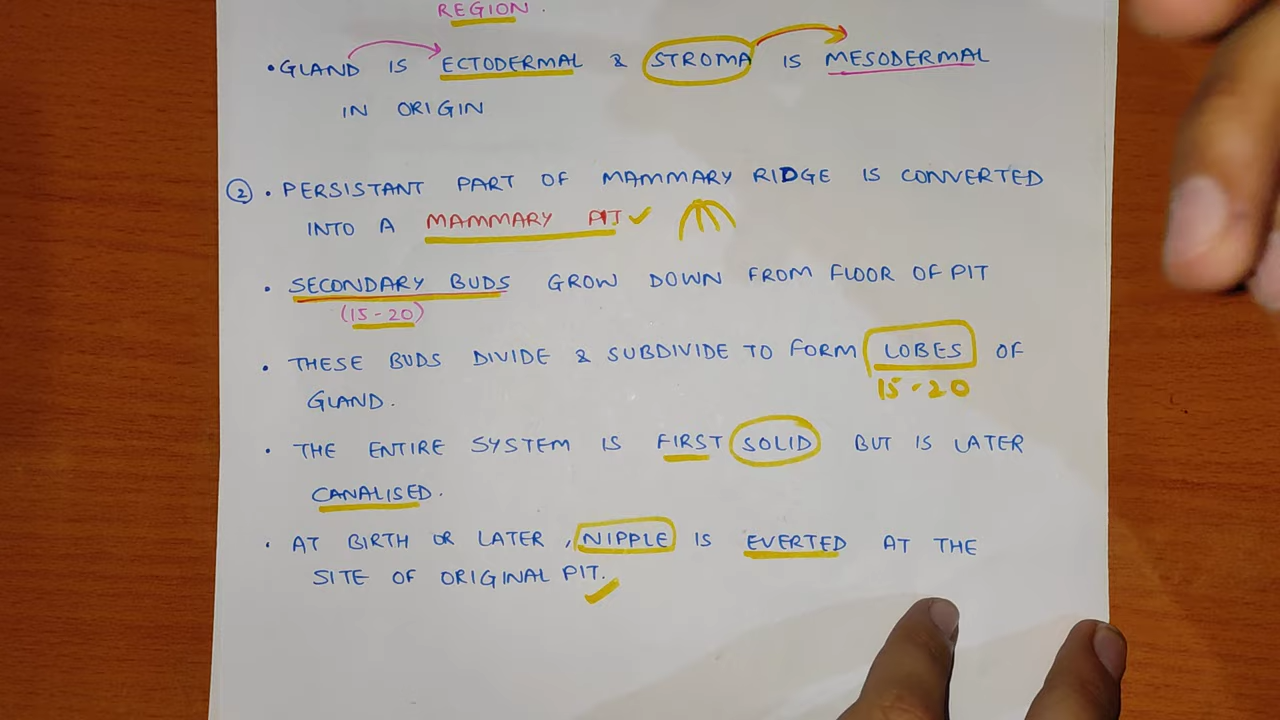 REGION.
• GLAND IS ECTODERMAL & STROMA IS MESODERMAL
IN ORIGIN
② • PERSISTANT PART OF MAMMARY RIDGE IS CONVERTED
INTO A MAMMARY PIT ✓
• SECONDARY BUDS GROW DOWN FROM FLOOR OF PIT
(15-20)
• THESE BUDS DIVIDE & SUBDIVIDE TO FORM LOBES OF
15-20
GLAND.
• THE ENTIRE SYSTEM IS FIRST SOLID BUT IS LATER
CANALISED.
• AT BIRTH OR LATER, NIPPLE IS EVERTED AT THE
SITE OF ORIGINAL PIT.